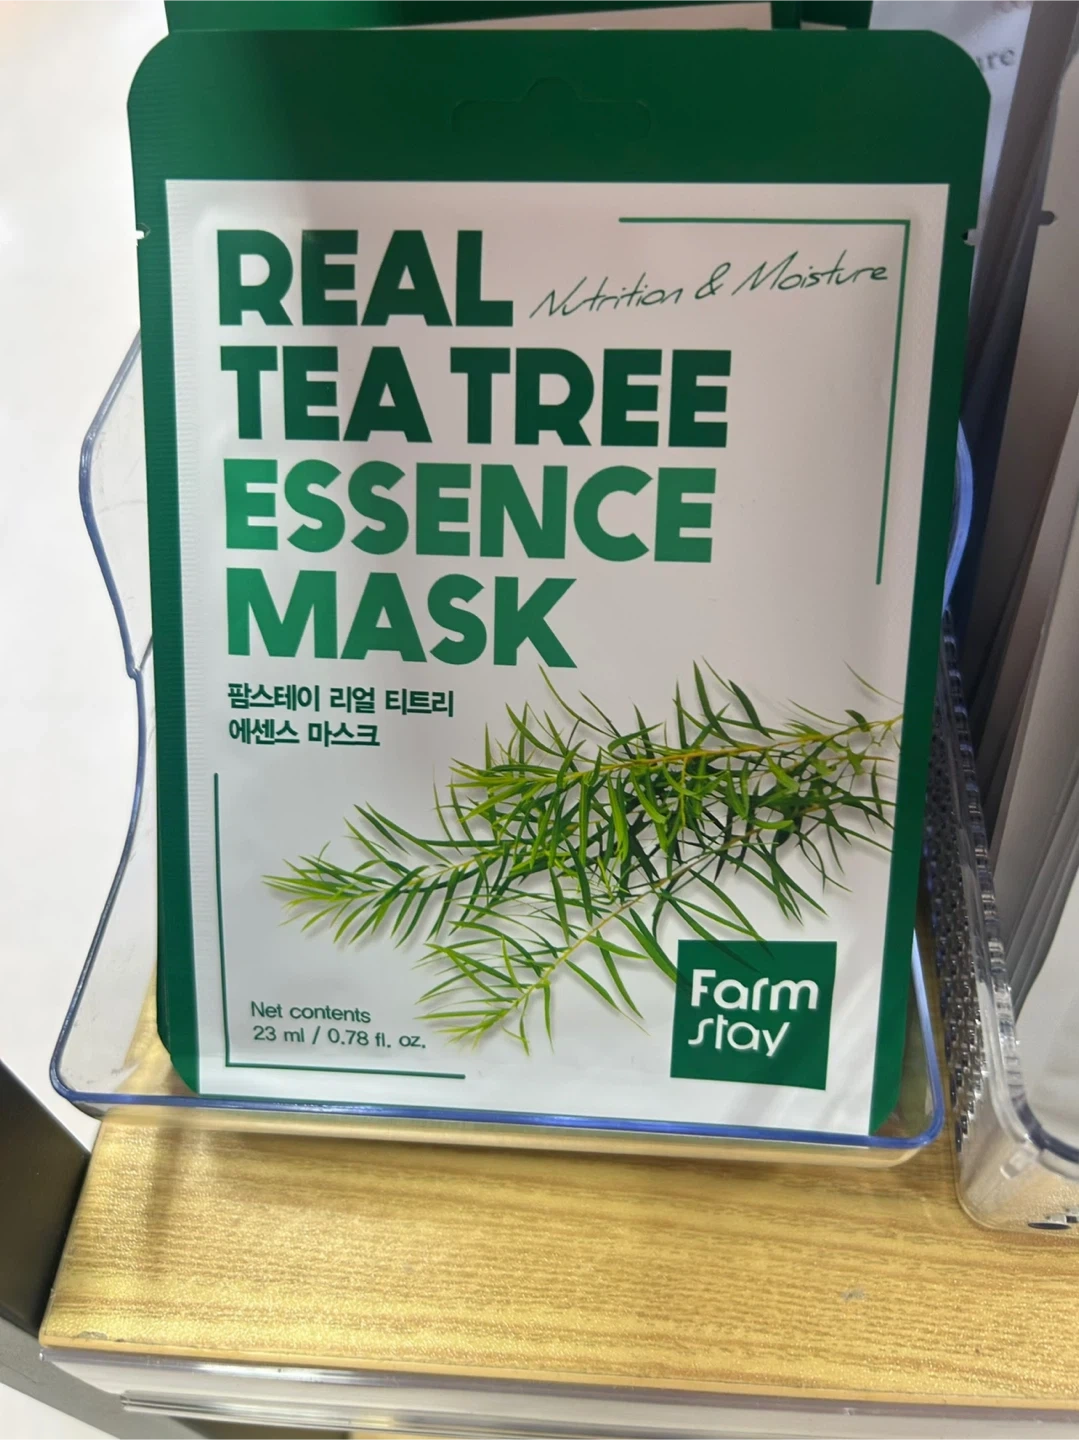 REAL
Nutrition & Moisture
TEA TREE
ESSENCE
MASK
팜스테이 리얼 티트리
에센스 마스크
Net contents
23 ml / 0.78 fl. oz.
Farm
stay